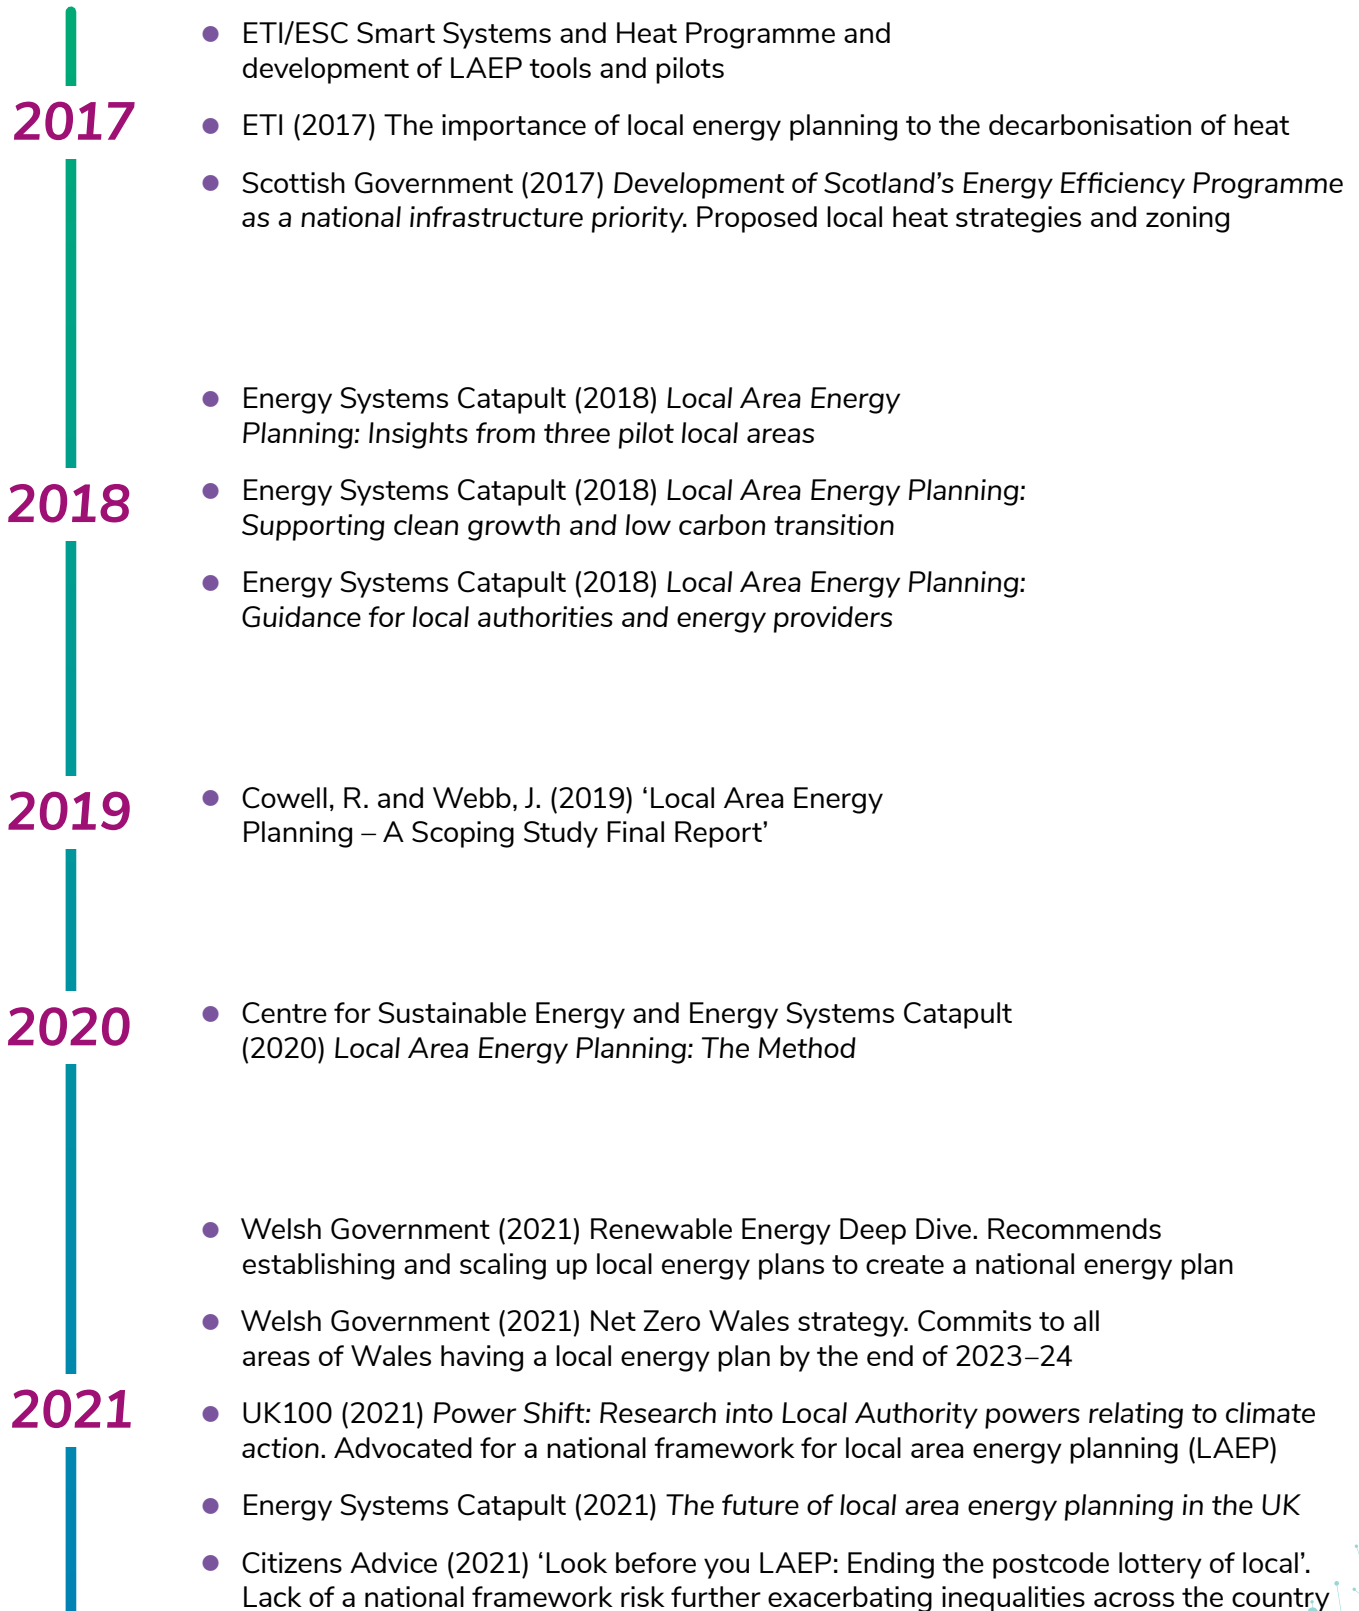 ETI/ESC Smart Systems and Heat Programme and
development of LAEP tools and pilots
2017
ETI (2017) The importance of local energy planning to the decarbonisation of heat
Scottish Government (2017) Development of Scotland’s Energy Efficiency Programme
as a national infrastructure priority. Proposed local heat strategies and zoning
Energy Systems Catapult (2018) Local Area Energy
Planning: Insights from three pilot local areas
2018
Energy Systems Catapult (2018) Local Area Energy Planning:
Supporting clean growth and low carbon transition
Energy Systems Catapult (2018) Local Area Energy Planning:
Guidance for local authorities and energy providers
2019
Cowell, R. and Webb, J. (2019) ‘Local Area Energy
Planning – A Scoping Study Final Report’
2020
Centre for Sustainable Energy and Energy Systems Catapult
(2020) Local Area Energy Planning: The Method
Welsh Government (2021) Renewable Energy Deep Dive. Recommends
establishing and scaling up local energy plans to create a national energy plan
Welsh Government (2021) Net Zero Wales strategy. Commits to all
areas of Wales having a local energy plan by the end of 2023–24
2021
UK100 (2021) Power Shift: Research into Local Authority powers relating to climate
action. Advocated for a national framework for local area energy planning (LAEP)
Energy Systems Catapult (2021) The future of local area energy planning in the UK
Citizens Advice (2021) ‘Look before you LAEP: Ending the postcode lottery of local’.
Lack of a national framework risk further exacerbating inequalities across the country